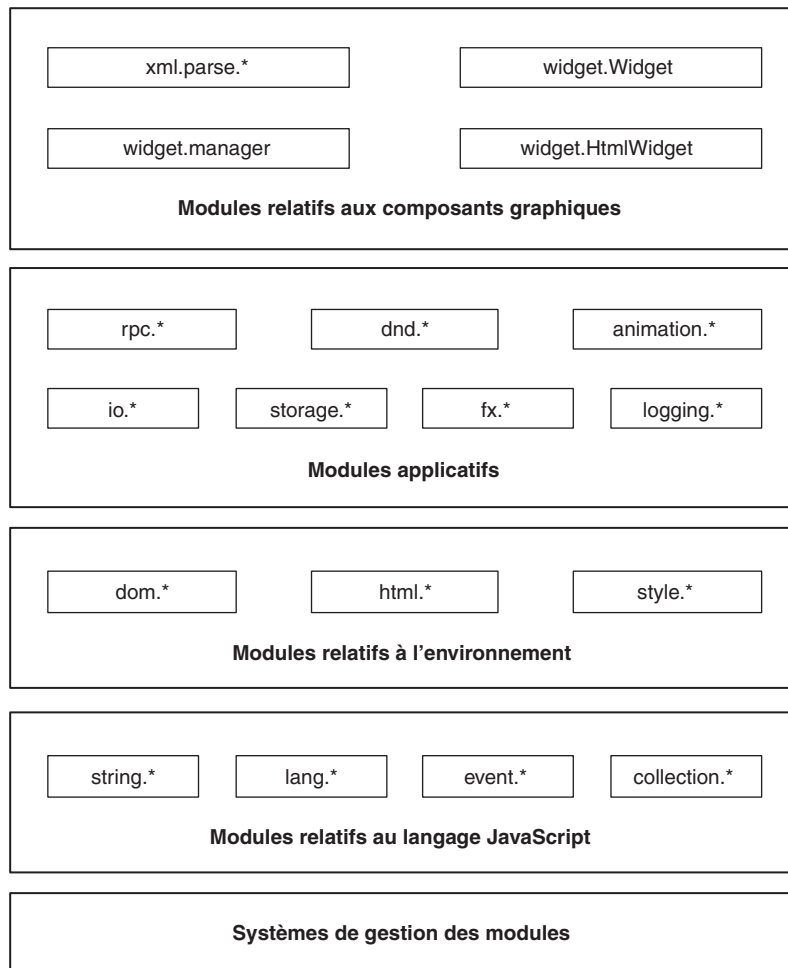 xml.parse.*
widget.Widget
widget.manager
widget.HtmlWidget
Modules relatifs aux composants graphiques
rpc.*
dnd.*
animation.*
io.*
storage.*
fx.*
logging.*
Modules applicatifs
dom.*
html.*
style.*
Modules relatifs à l’environnement
string.*
lang.*
event.*
collection.*
Modules relatifs au langage JavaScript
Systèmes de gestion des modules